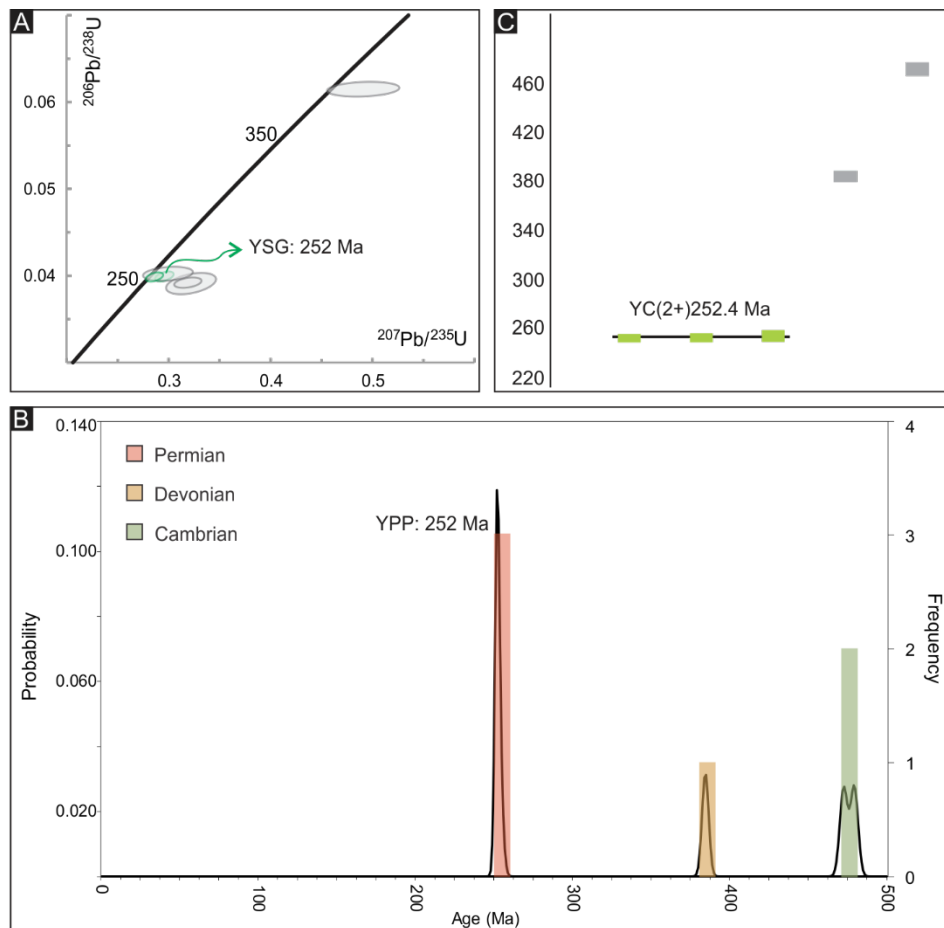 A
206Pb/238U
0.06
350
0.05
YSG: 252 Ma
250
0.04
207Pb/235U
0.3
0.4
0.5
C
460
420
380
340
300
YC(2+)252.4 Ma
260
220
B
0.140
4
Permian
Devonian
YPP: 252 Ma
3
Cambrian
0.100
Probability
Frequency
2
0.060
1
0.020
0
0
100
200
300
400
500
Age (Ma)